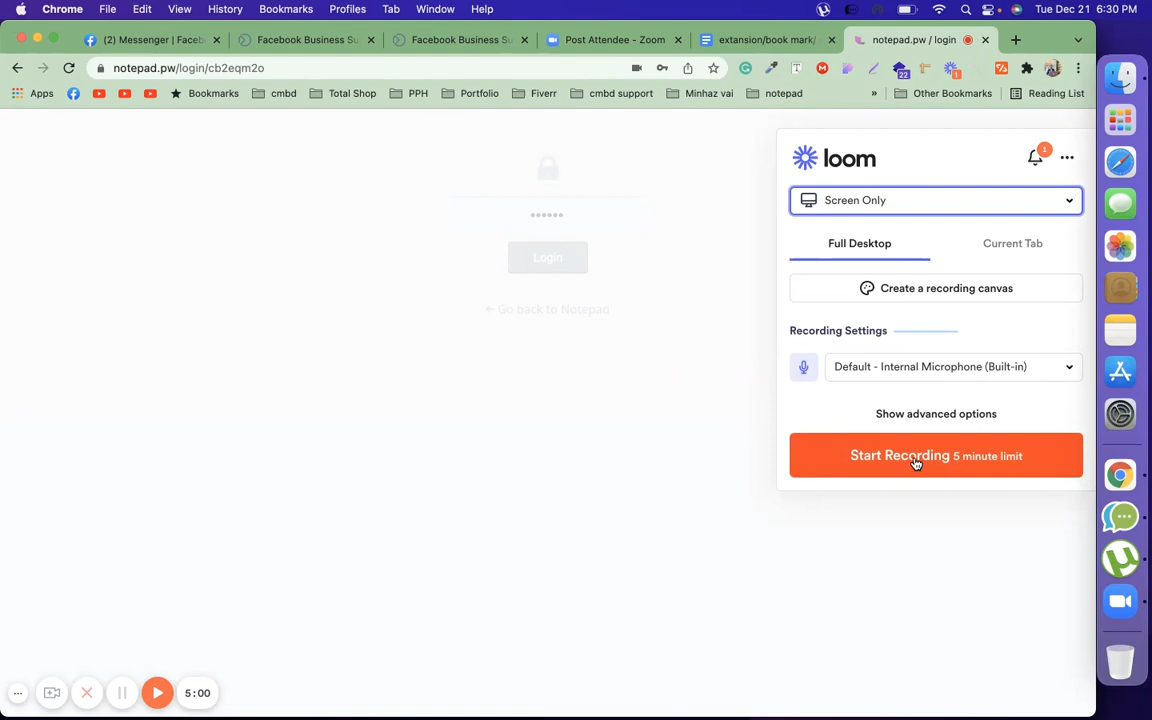 Chrome File Edit View History Bookmarks Profiles Tab Window Help Tue Dec 21 6:30 PM
(2) Messenger | Faceb Facebook Business Su Facebook Business Su Post Attendee - Zoom extansion/book mark/ notepad.pw / login
notepad.pw/login/cb2eqm2o
22 1
Apps Bookmarks cmbd Total Shop PPH Portfolio Fiverr cmbd support Minhaz vai notepad » Other Bookmarks Reading List
loom 1
Screen Only
Full Desktop Current Tab
••••••
Login
Create a recording canvas
← Go back to Notepad
Recording Settings
Default - Internal Microphone (Built-in)
Show advanced options
Start Recording 5 minute limit
5:00